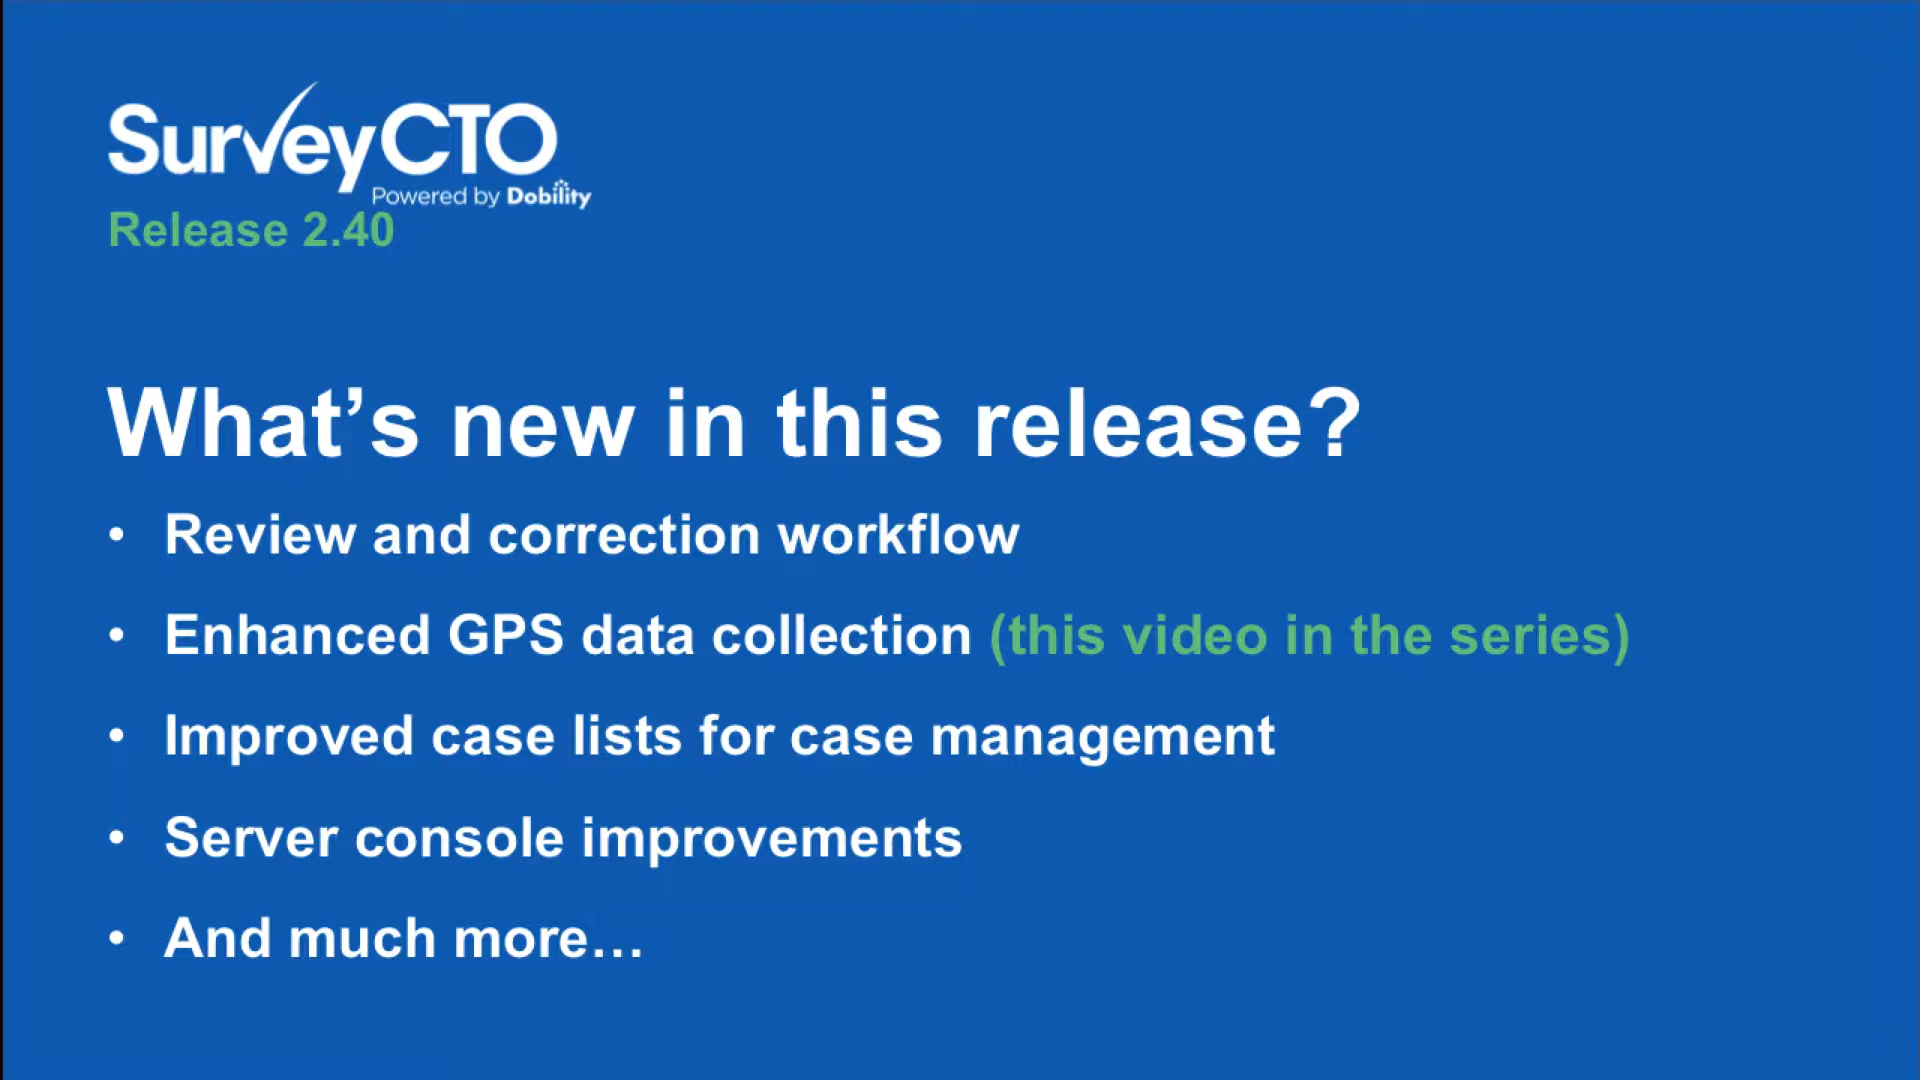 SurveyCTO
Powered by Dobility
Release 2.40
What’s new in this release?
• Review and correction workflow
• Enhanced GPS data collection (this video in the series)
• Improved case lists for case management
• Server console improvements
• And much more…